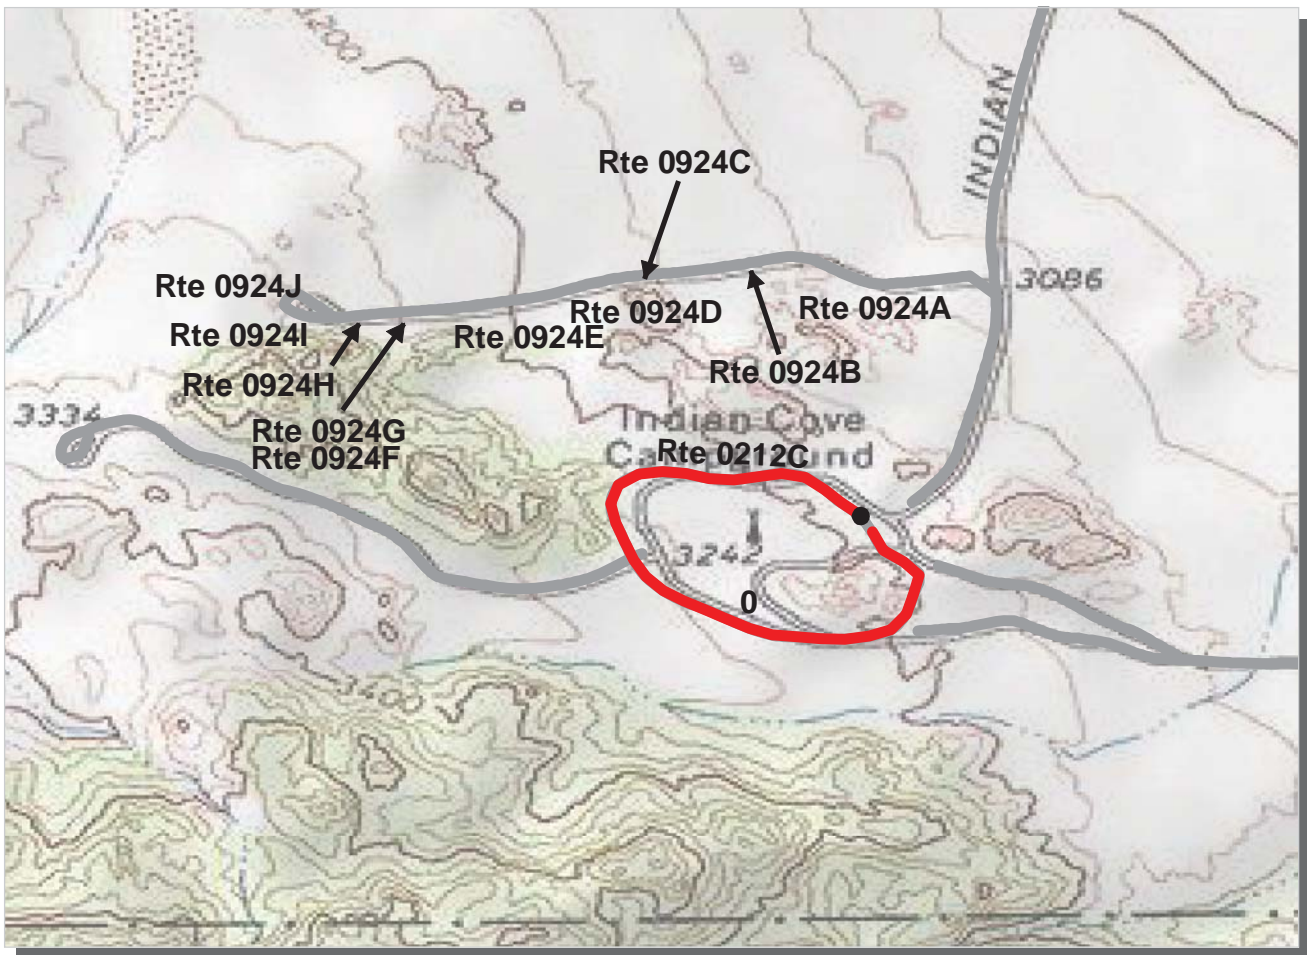 4200
INDIAN
Rte 0924C
3086
Rte 0924J
Rte 0924A
Rte 0924D
Rte 0924I
Rte 0924E
Rte 0924B
Rte 0924H
3334
Indian Cove
Rte 0924G
Rte 0924F
Rte 0212C
3242
0